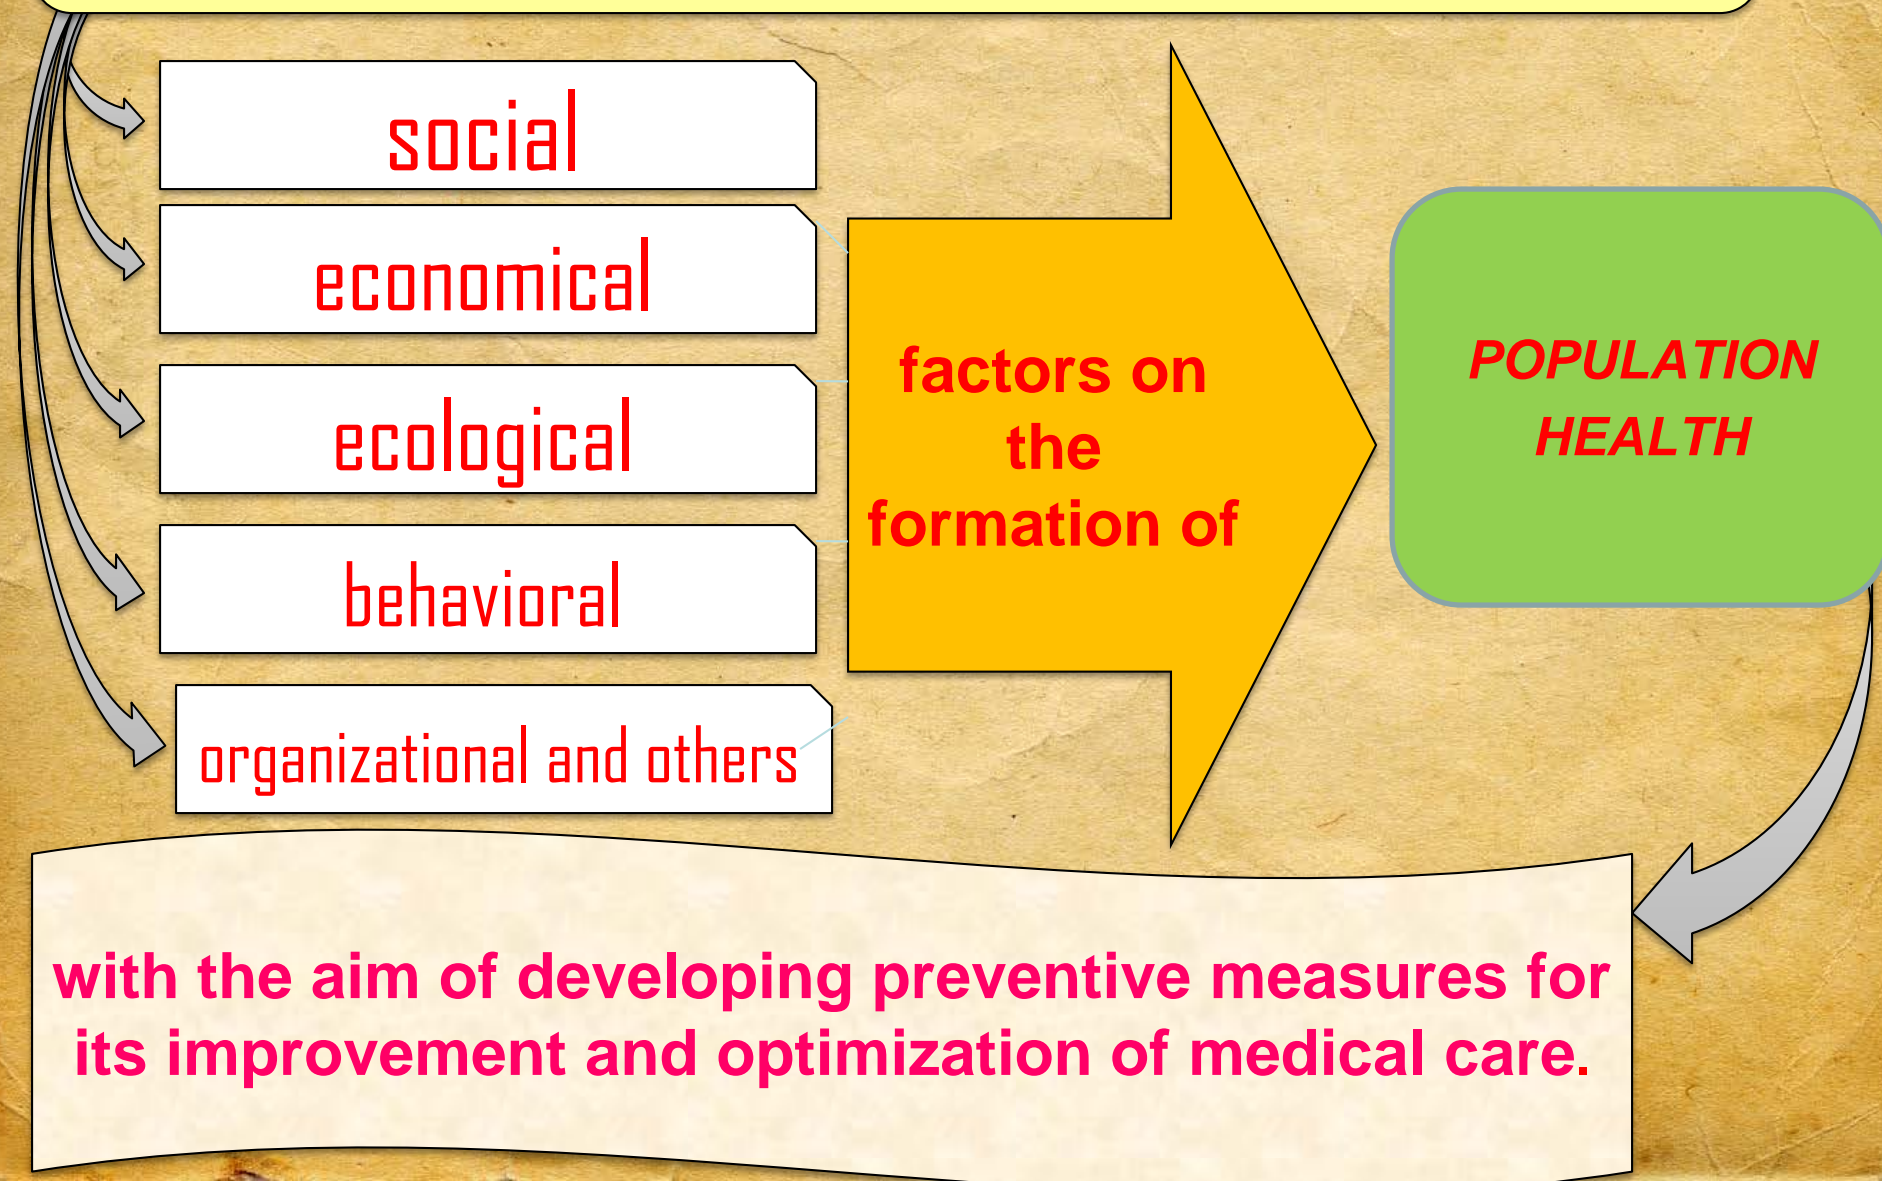 social
economical
ecological
behavioral
organizational and others
factors on
the
formation of
POPULATION
HEALTH
with the aim of developing preventive measures for
its improvement and optimization of medical care.